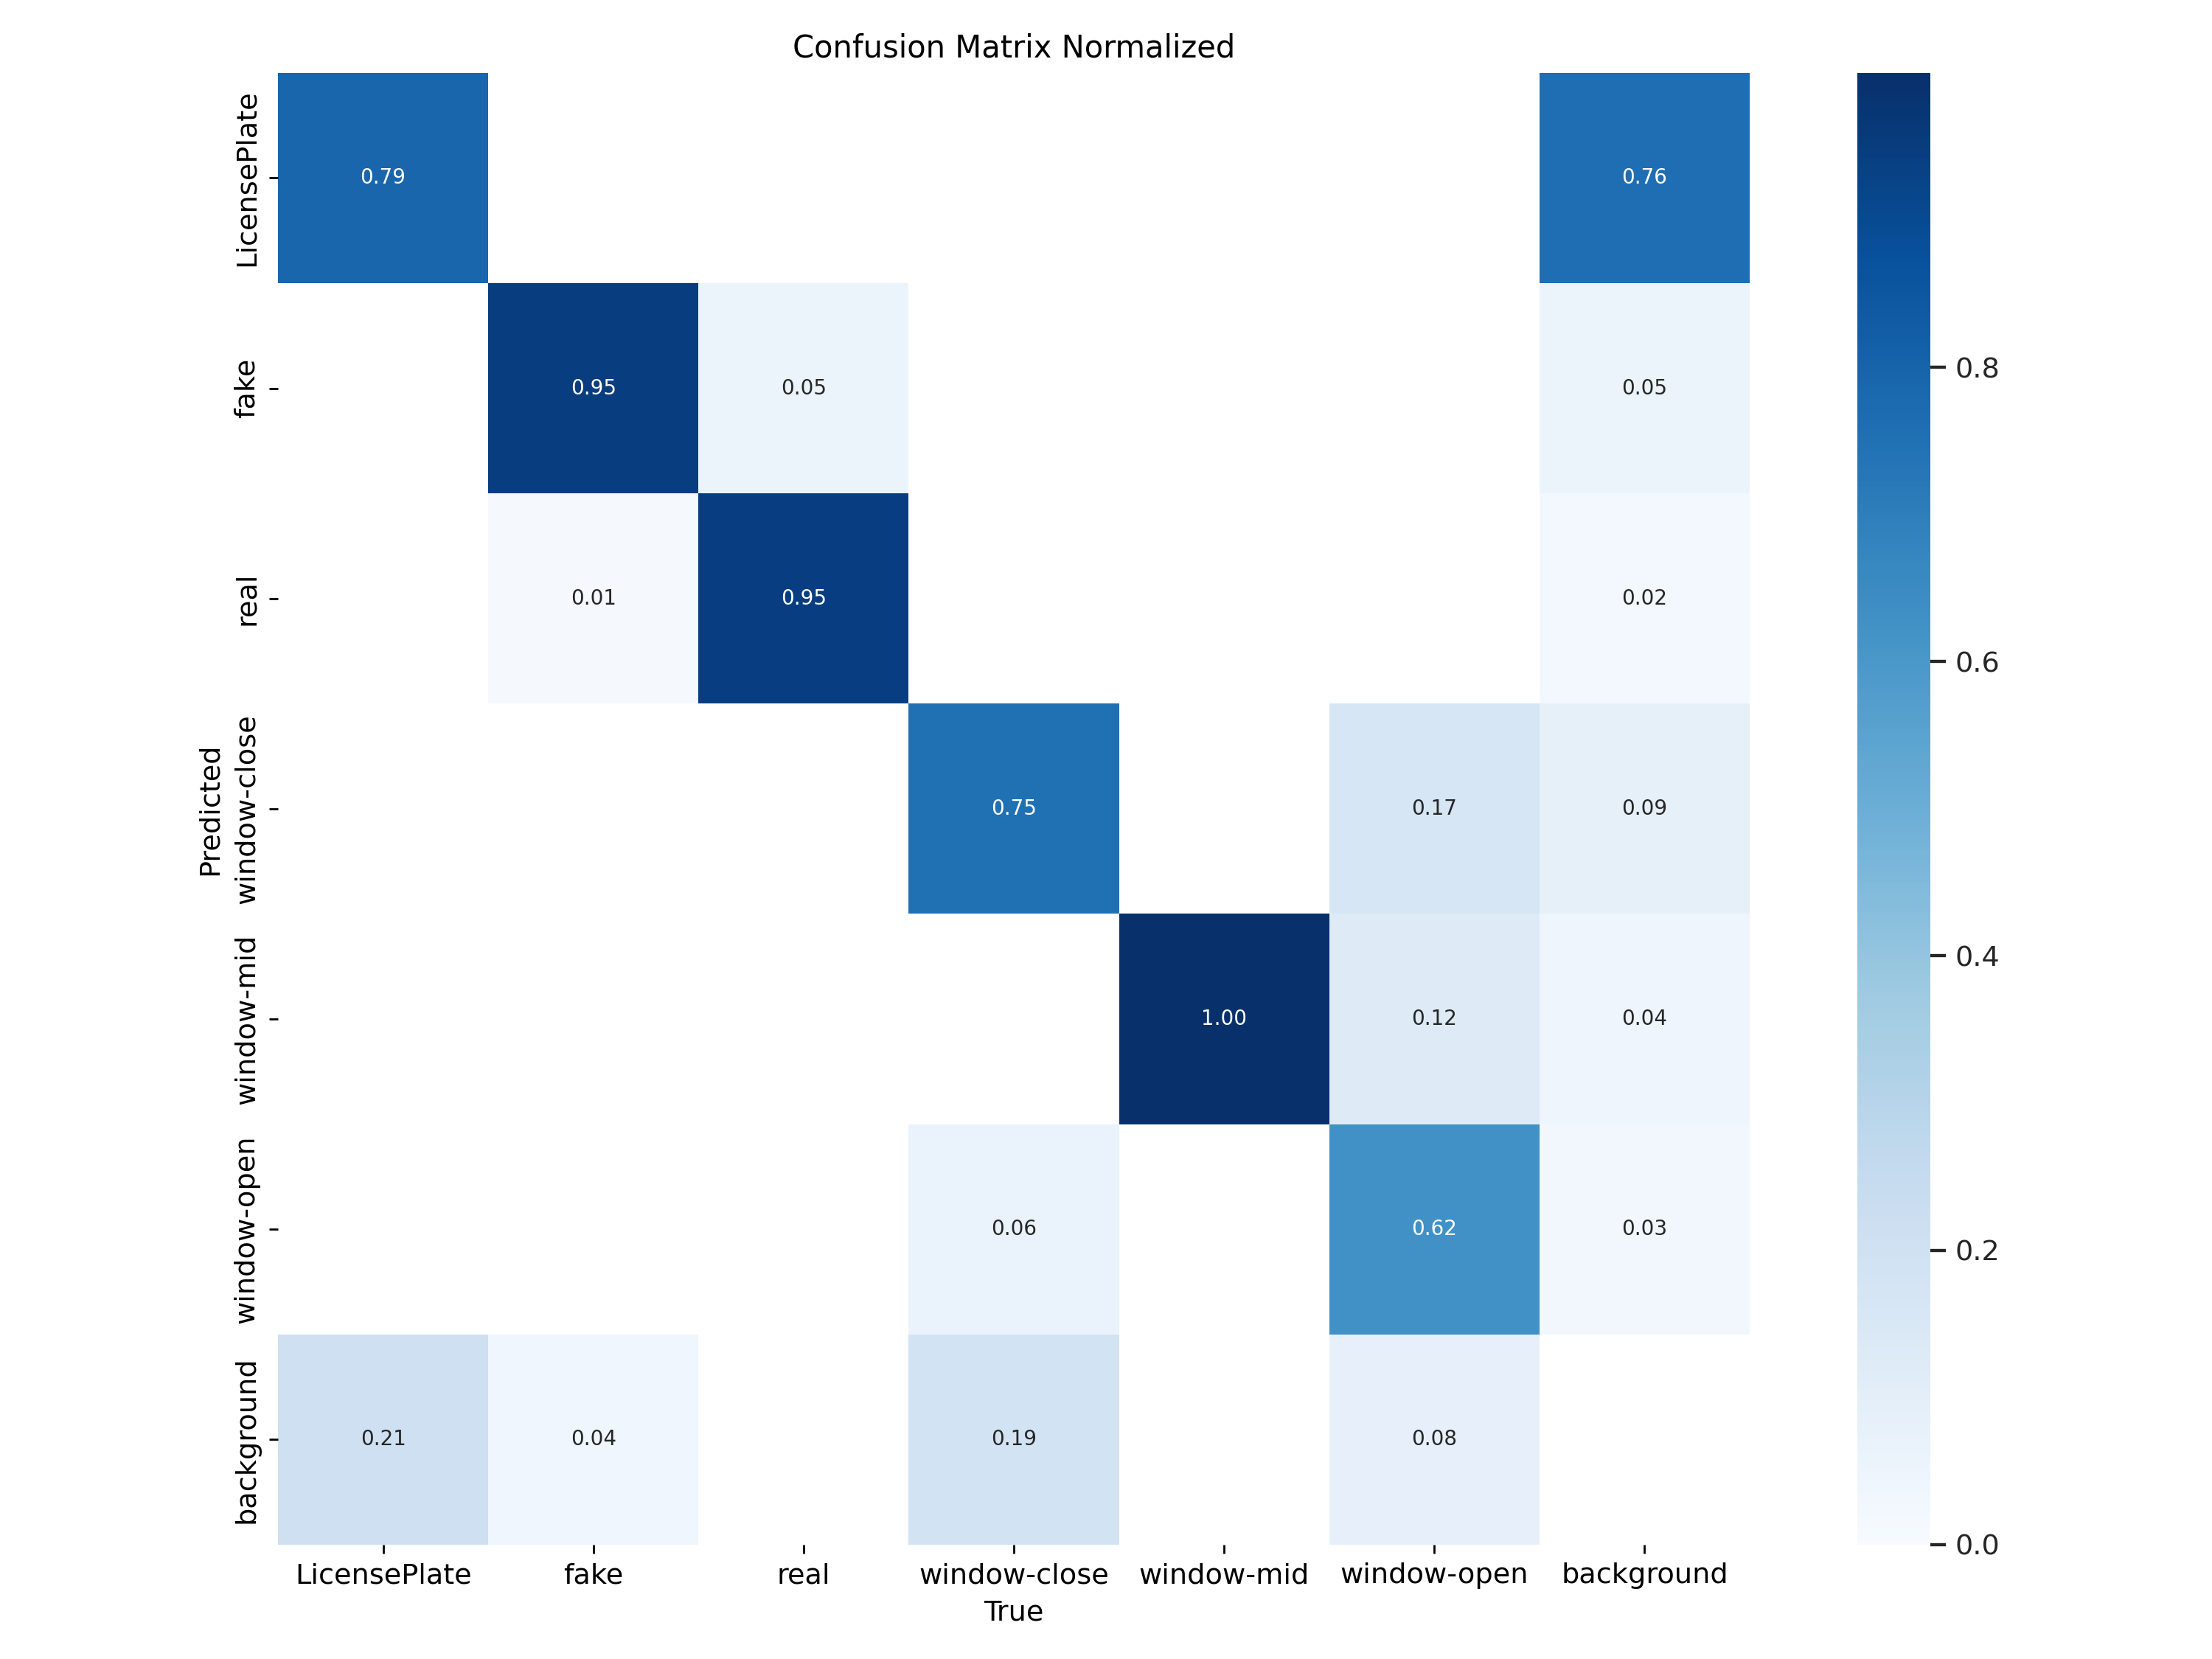 Confusion Matrix Normalized
LicensePlate
0.79
0.76
fake
0.95
0.05
0.05
real
0.01
0.95
0.02
Predicted
window-close
0.75
0.17
0.09
window-mid
1.00
0.12
0.04
window-open
0.06
0.62
0.03
background
0.21
0.04
0.19
0.08
LicensePlate
fake
real
window-close
window-mid
window-open
background
True
0.8
0.6
0.4
0.2
0.0